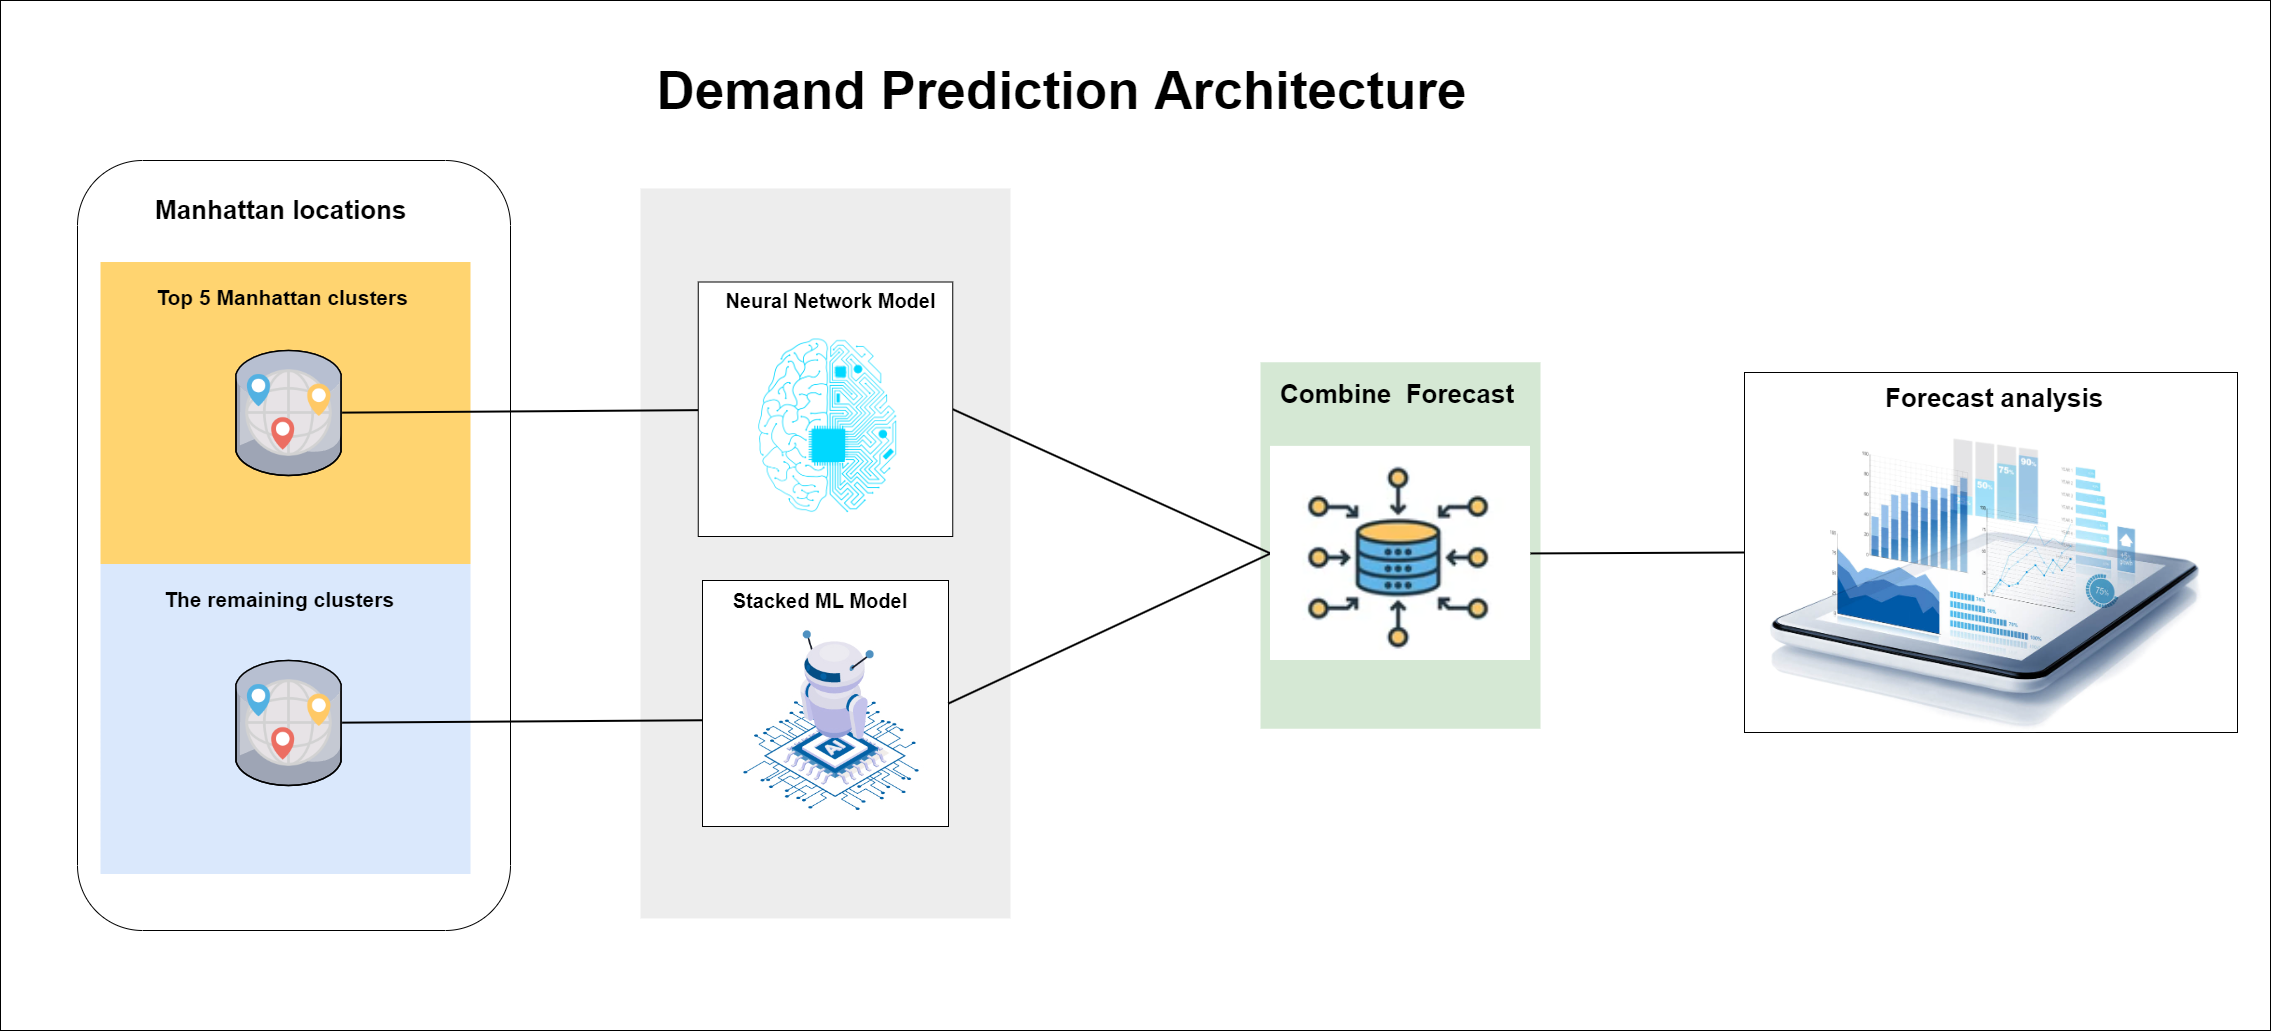 Demand Prediction Architecture
Manhattan locations
Top 5 Manhattan clusters
The remaining clusters
Neural Network Model
Stacked ML Model
AI
Combine  Forecast
Forecast analysis
50%
75%
90%
75%